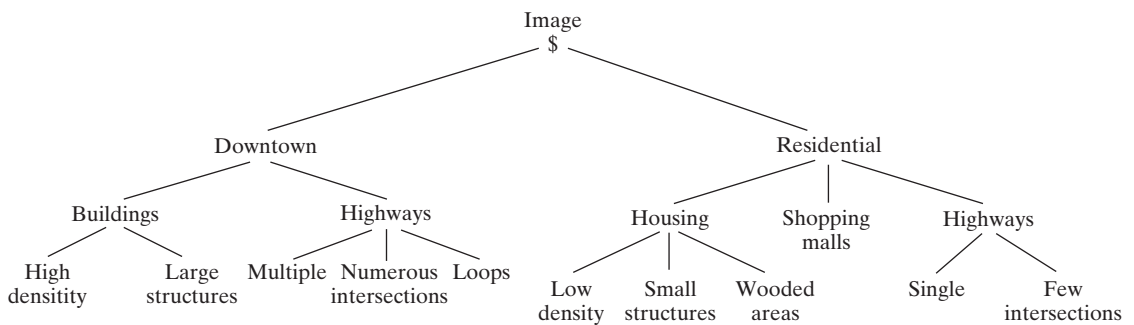 Image
$
Downtown
Residential
Buildings
Highways
Housing
Shopping
malls
Highways
High
densitity
Large
structures
Multiple
Numerous
intersections
Loops
Low
density
Small
structures
Wooded
areas
Single
Few
intersections